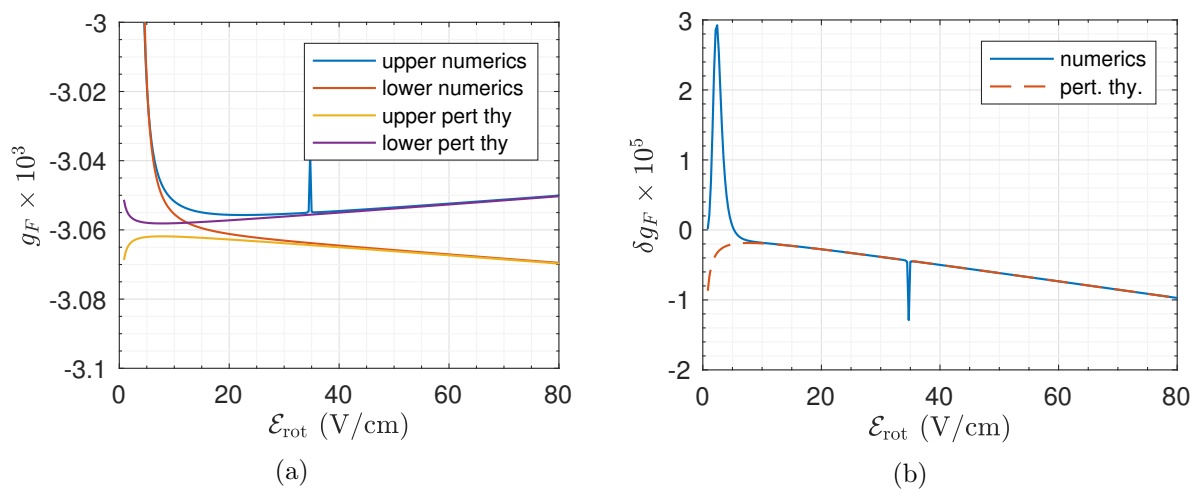 -3
-3.02
-3.04
-3.06
-3.08
-3.1
g_F × 10^3
0 20 40 60 80
ℰ_rot (V/cm)
upper numerics
lower numerics
upper pert thy
lower pert thy
(a)
3
2
1
0
-1
-2
δg_F × 10^5
0 20 40 60 80
ℰ_rot (V/cm)
numerics
pert. thy.
(b)